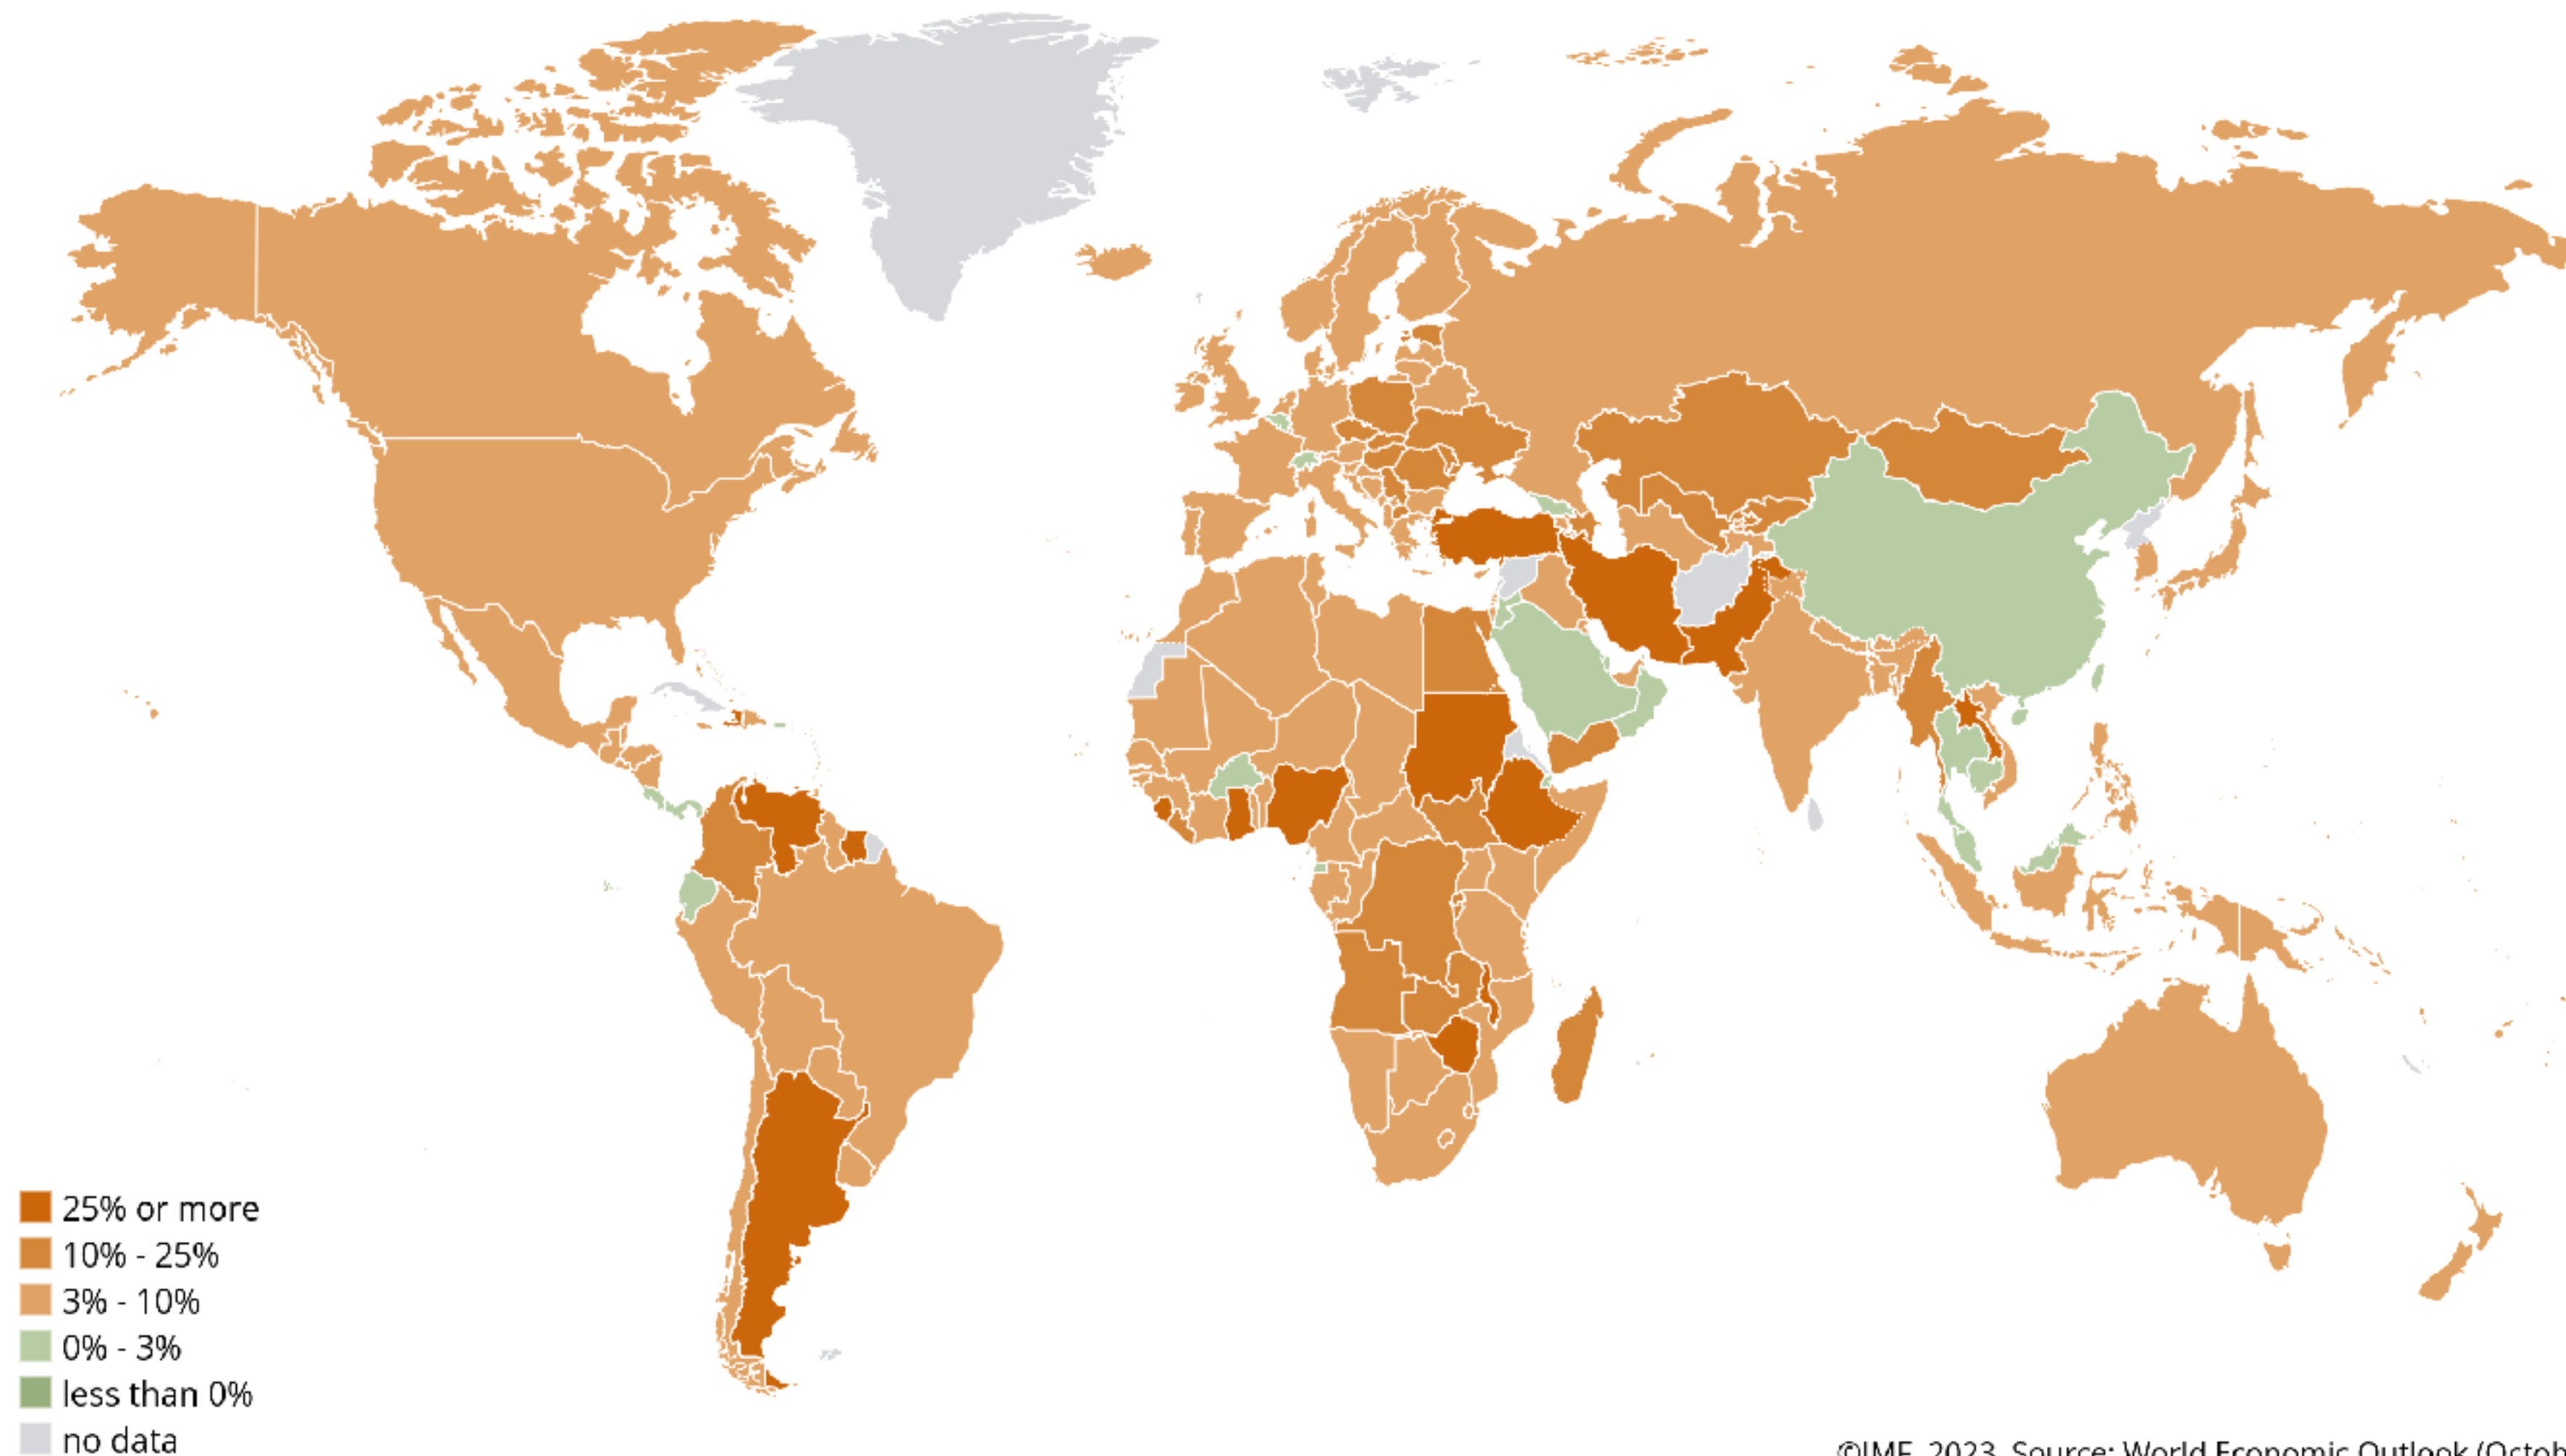 25% or more
10% - 25%
3% - 10%
0% - 3%
less than 0%
no data
©IMF, 2023, Source: World Economic Outlook